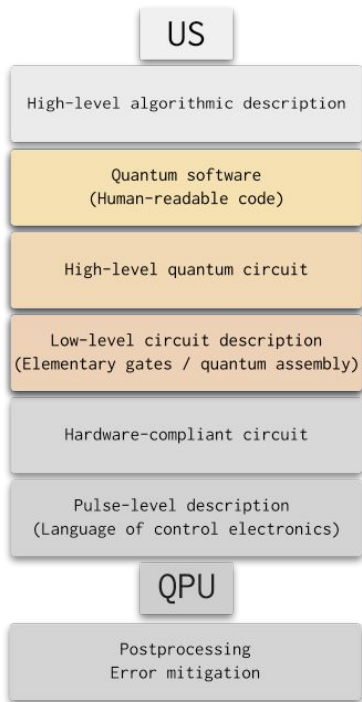 US
High-level algorithmic description
Quantum software
(Human-readable code)
High-level quantum circuit
Low-level circuit description
(Elementary gates / quantum assembly)
Hardware-compliant circuit
Pulse-level description
(Language of control electronics)
QPU
Postprocessing
Error mitigation